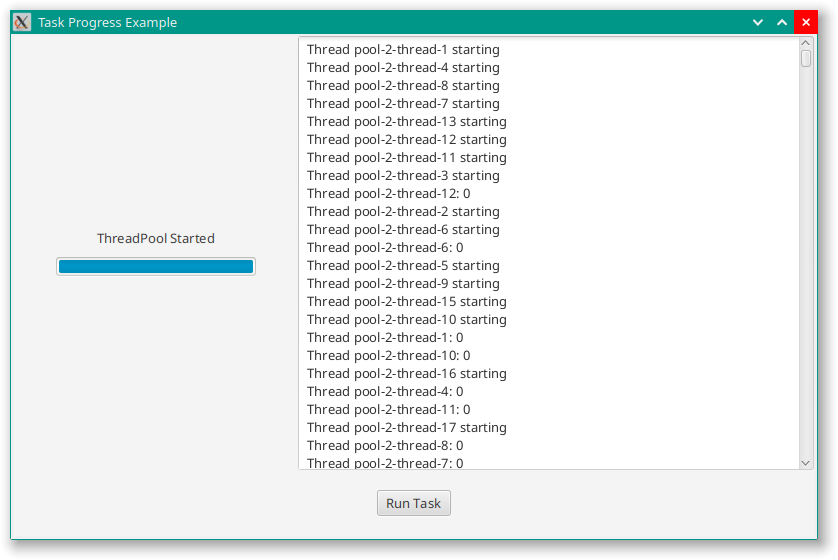 Task Progress Example
ThreadPool Started
Thread pool-2-thread-1 starting
Thread pool-2-thread-4 starting
Thread pool-2-thread-8 starting
Thread pool-2-thread-7 starting
Thread pool-2-thread-13 starting
Thread pool-2-thread-12 starting
Thread pool-2-thread-11 starting
Thread pool-2-thread-3 starting
Thread pool-2-thread-12: 0
Thread pool-2-thread-2 starting
Thread pool-2-thread-6 starting
Thread pool-2-thread-6: 0
Thread pool-2-thread-5 starting
Thread pool-2-thread-9 starting
Thread pool-2-thread-15 starting
Thread pool-2-thread-10 starting
Thread pool-2-thread-1: 0
Thread pool-2-thread-10: 0
Thread pool-2-thread-16 starting
Thread pool-2-thread-4: 0
Thread pool-2-thread-11: 0
Thread pool-2-thread-17 starting
Thread pool-2-thread-8: 0
Thread pool-2-thread-7: 0
Run Task